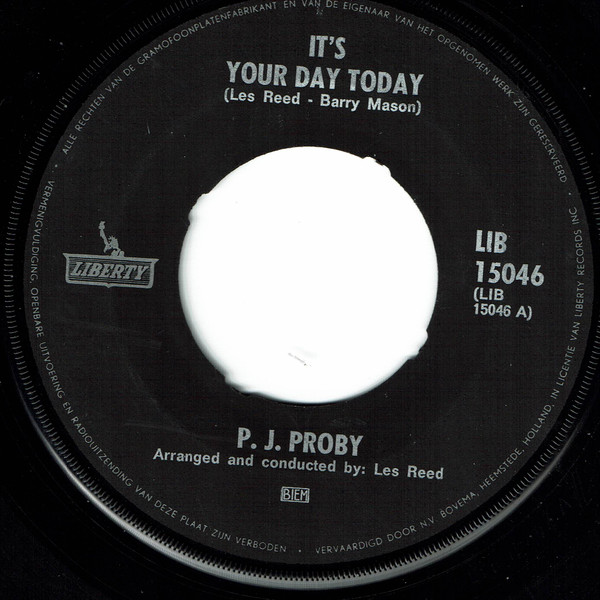 ALLE RECHTEN VAN DE GRAMOFOONPLATENFABRIKANT EN VAN DE EIGENAAR VAN HET OPGENOMEN WERK ZIJN GERESERVEERD
IT'S
YOUR DAY TODAY
(Les Reed - Barry Mason)
LIBERTY
LIB
15046
(LIB
15046 A)
P. J. PROBY
Arranged and conducted by: Les Reed
BIEM
VERMENIGVULDIGING, OPENBARE UITVOERING EN RADIOUITZENDING VAN DEZE PLAAT ZIJN VERBODEN • VERVAARDIGD DOOR N.V. BOVEMA, HEEMSTEDE, HOLLAND, IN LICENTIE VAN LIBERTY RECORDS INC